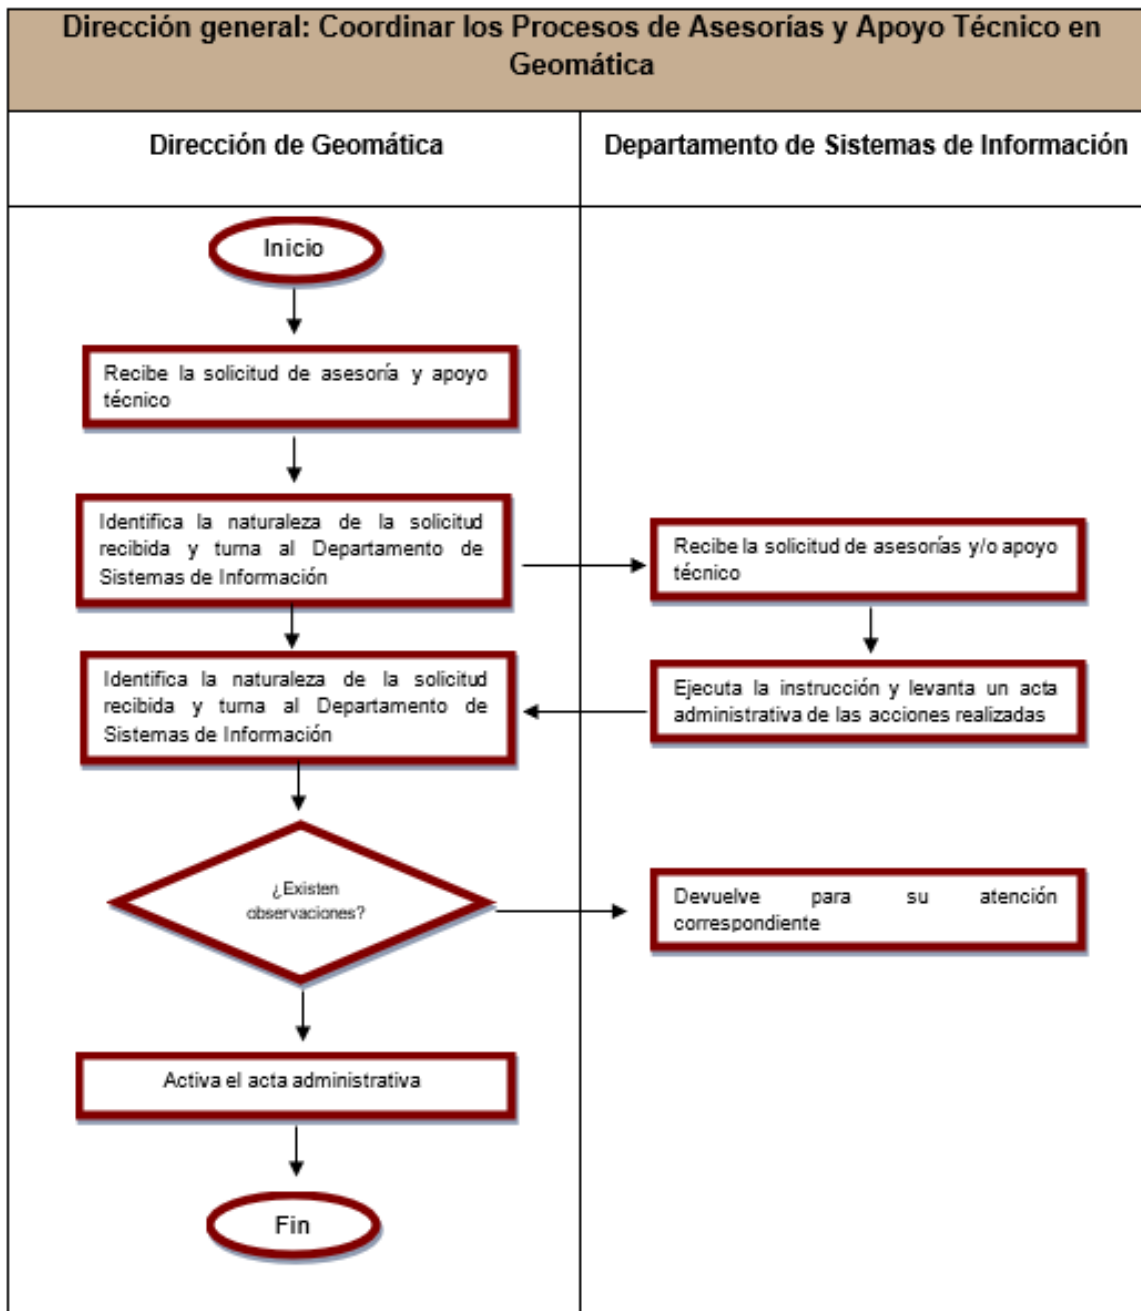 Dirección general: Coordinar los Procesos de Asesorías y Apoyo Técnico en
Geomática
Dirección de Geomática
Departamento de Sistemas de Información
Inicio
Recibe la solicitud de asesoría y apoyo
técnico
Identifica la naturaleza de la solicitud
recibida y turna al Departamento de
Sistemas de Información
Recibe la solicitud de asesorías y/o apoyo
técnico
Identifica la naturaleza de la solicitud
recibida y turna al Departamento de
Sistemas de Información
Ejecuta la instrucción y levanta un acta
administrativa de las acciones realizadas
¿Existen
observaciones?
Devuelve para su atención
correspondiente
Activa el acta administrativa
Fin